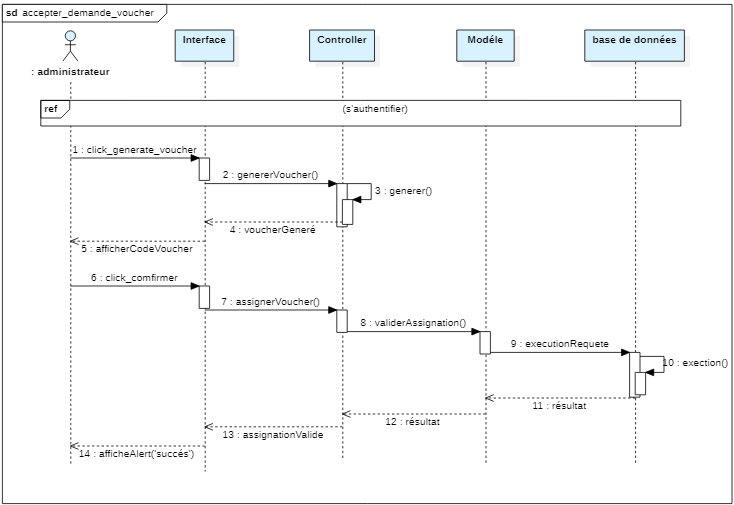 sd accepter_demande_voucher
: administrateur
Interface
Controller
Modéle
base de données
ref
(s'authentifier)
1 : click_generate_voucher
2 : genererVoucher()
3 : generer()
4 : voucherGeneré
5 : afficherCodeVoucher
6 : click_comfirmer
7 : assignerVoucher()
8 : validerAssignation()
9 : executionRequete
10 : exection()
11 : résultat
12 : résultat
13 : assignationValide
14 : afficheAlert('succés')